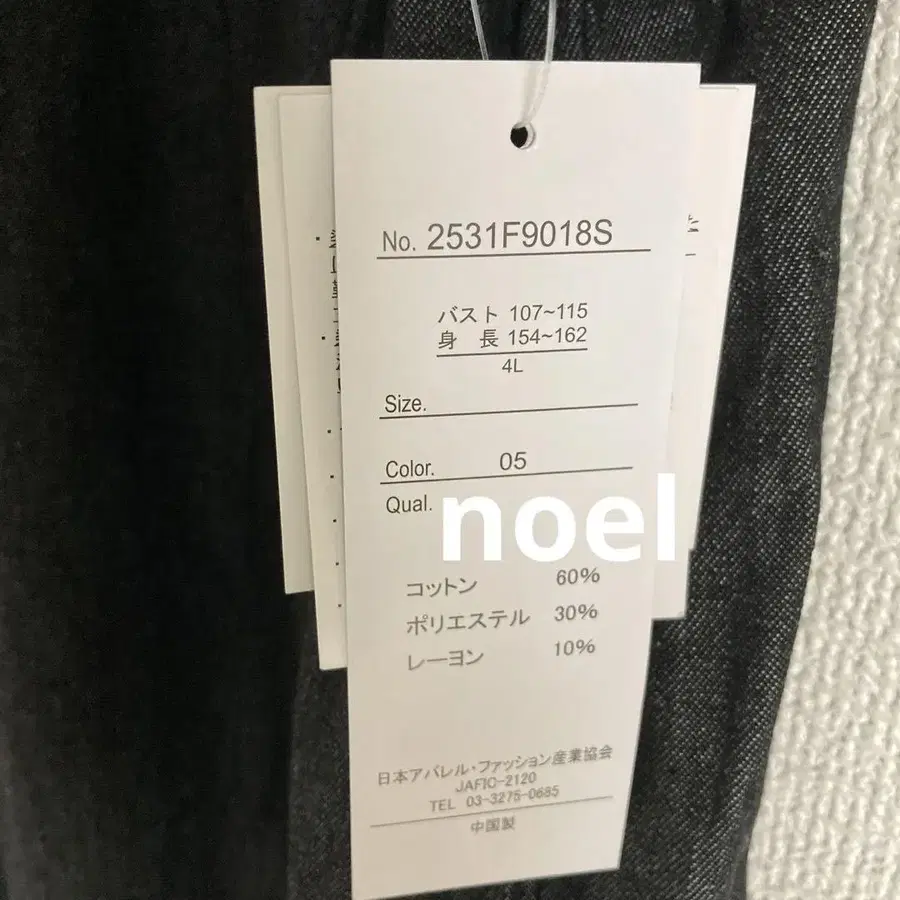 No. 2531F9018S
バスト 107~115
身 長 154~162
4L
Size.
Color. 05
Qual.
noel
コットン 60%
ポリエステル 30%
レーヨン 10%
日本アパレル・ファッション産業協会
JAFIC-2120
TEL 03-3275-0685
中国製